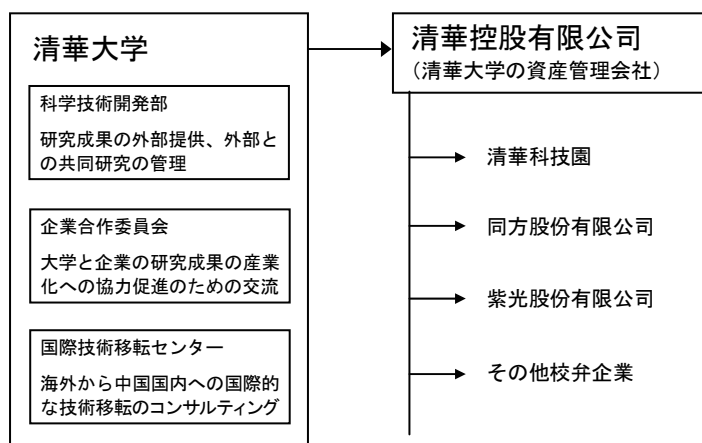 清華大学
科学技術開発部
研究成果の外部提供、外部と
の共同研究の管理
企業合作委員会
大学と企業の研究成果の産業
化への協力促進のための交流
国際技術移転センター
海外から中国国内への国際的
な技術移転のコンサルティング
清華控股有限公司
（清華大学の資産管理会社）
清華科技園
同方股份有限公司
紫光股份有限公司
その他校弁企業